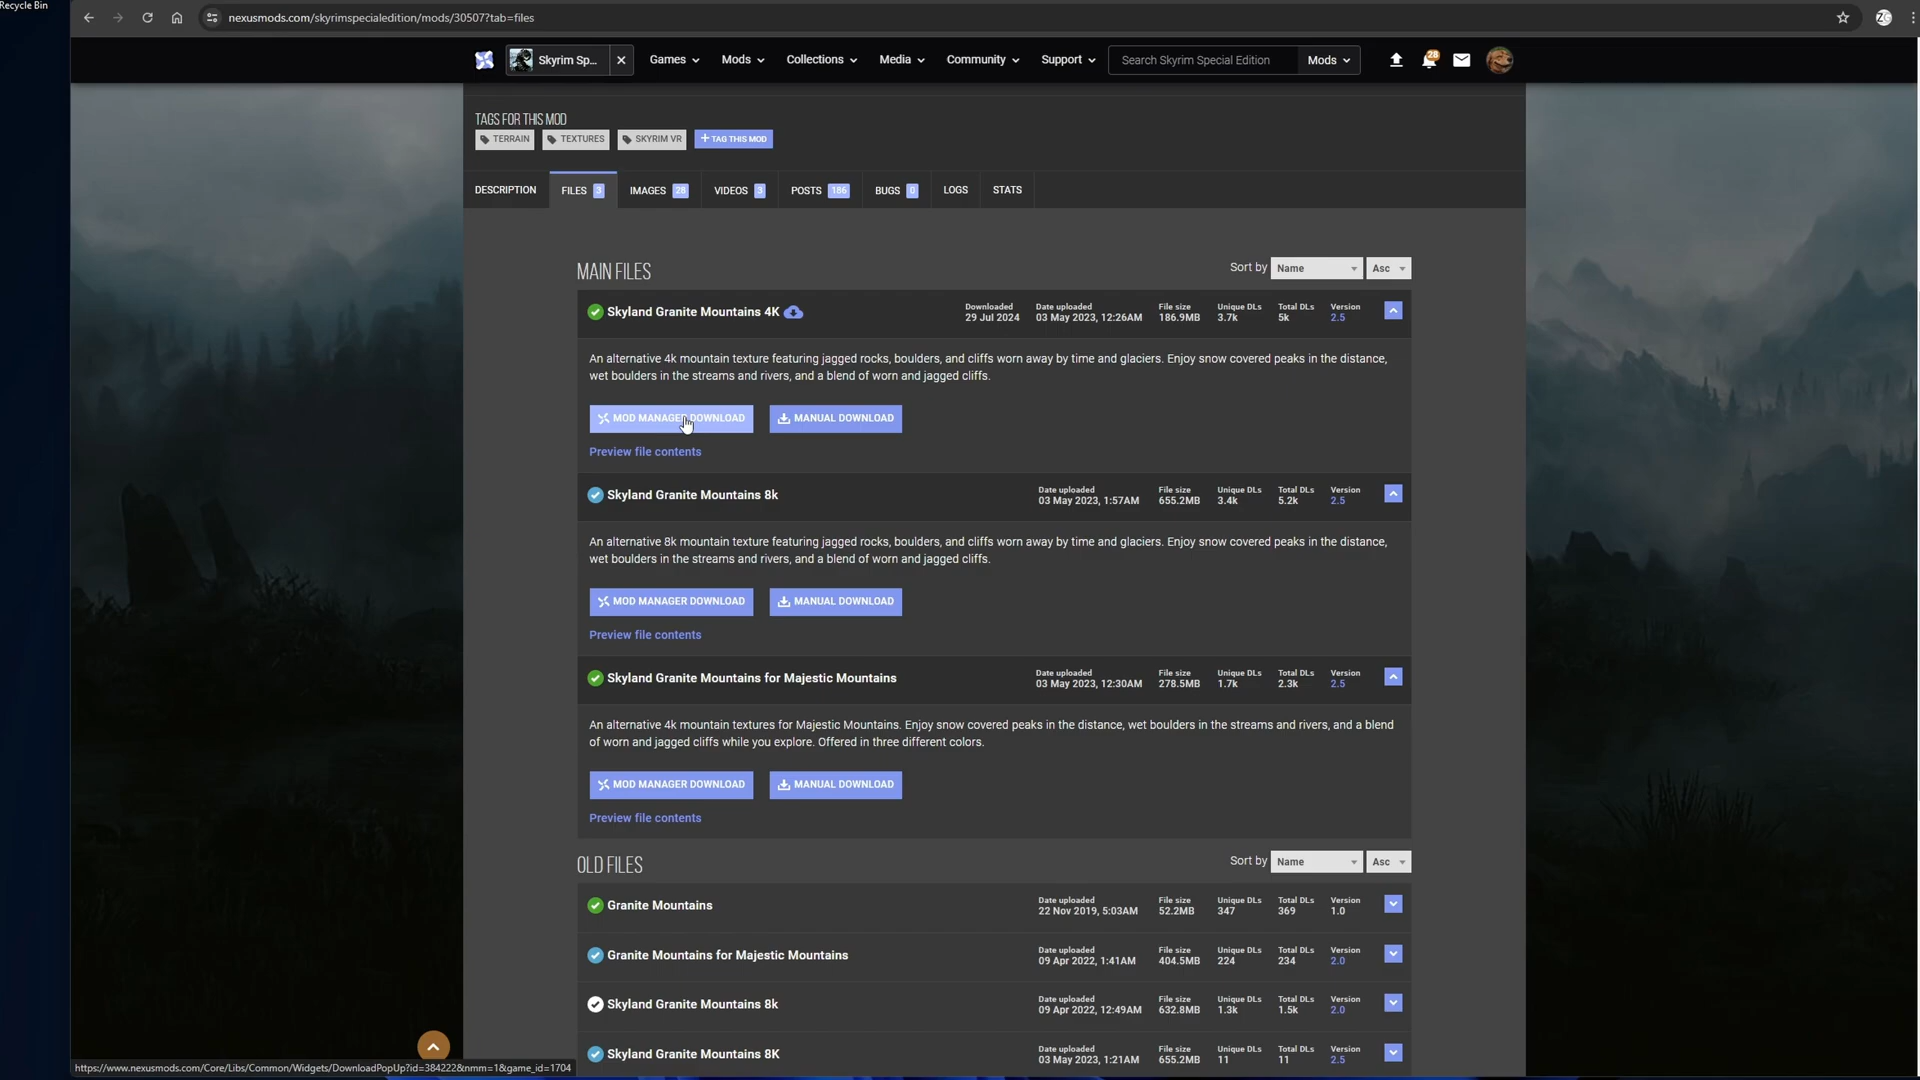 Recycle Bin
nexusmods.com/skyrimspecialedition/mods/30507?tab=files
ZG
Skyrim Sp... Games Mods Collections Media Community Support Search Skyrim Special Edition Mods 28
TAGS FOR THIS MOD
TERRAIN TEXTURES SKYRIM VR + TAG THIS MOD
DESCRIPTION FILES 3 IMAGES 28 VIDEOS 3 POSTS 186 BUGS 0 LOGS STATS
MAIN FILES Sort by Name Asc
Skyland Granite Mountains 4K Downloaded Date uploaded File size Unique DLs Total DLs Version
29 Jul 2024 03 May 2023, 12:26AM 186.9MB 3.7k 5k 2.5
An alternative 4k mountain texture featuring jagged rocks, boulders, and cliffs worn away by time and glaciers. Enjoy snow covered peaks in the distance,
wet boulders in the streams and rivers, and a blend of worn and jagged cliffs.
MOD MANAGER DOWNLOAD MANUAL DOWNLOAD
Preview file contents
Skyland Granite Mountains 8k Date uploaded File size Unique DLs Total DLs Version
03 May 2023, 1:57AM 655.2MB 3.4k 5.2k 2.5
An alternative 8k mountain texture featuring jagged rocks, boulders, and cliffs worn away by time and glaciers. Enjoy snow covered peaks in the distance,
wet boulders in the streams and rivers, and a blend of worn and jagged cliffs.
MOD MANAGER DOWNLOAD MANUAL DOWNLOAD
Preview file contents
Skyland Granite Mountains for Majestic Mountains Date uploaded File size Unique DLs Total DLs Version
03 May 2023, 12:30AM 278.5MB 1.7k 2.3k 2.5
An alternative 4k mountain textures for Majestic Mountains. Enjoy snow covered peaks in the distance, wet boulders in the streams and rivers, and a blend
of worn and jagged cliffs while you explore. Offered in three different colors.
MOD MANAGER DOWNLOAD MANUAL DOWNLOAD
Preview file contents
OLD FILES Sort by Name Asc
Granite Mountains Date uploaded File size Unique DLs Total DLs Version
22 Nov 2019, 5:03AM 52.2MB 347 369 1.0
Granite Mountains for Majestic Mountains Date uploaded File size Unique DLs Total DLs Version
09 Apr 2022, 1:41AM 404.5MB 224 234 2.0
Skyland Granite Mountains 8k Date uploaded File size Unique DLs Total DLs Version
09 Apr 2022, 12:49AM 632.8MB 1.3k 1.5k 2.0
Skyland Granite Mountains 8K Date uploaded File size Unique DLs Total DLs Version
03 May 2023, 1:21AM 655.2MB 11 11 2.5
https://www.nexusmods.com/Core/Libs/Common/Widgets/DownloadPopUp?id=384222&nmm=1&game_id=1704